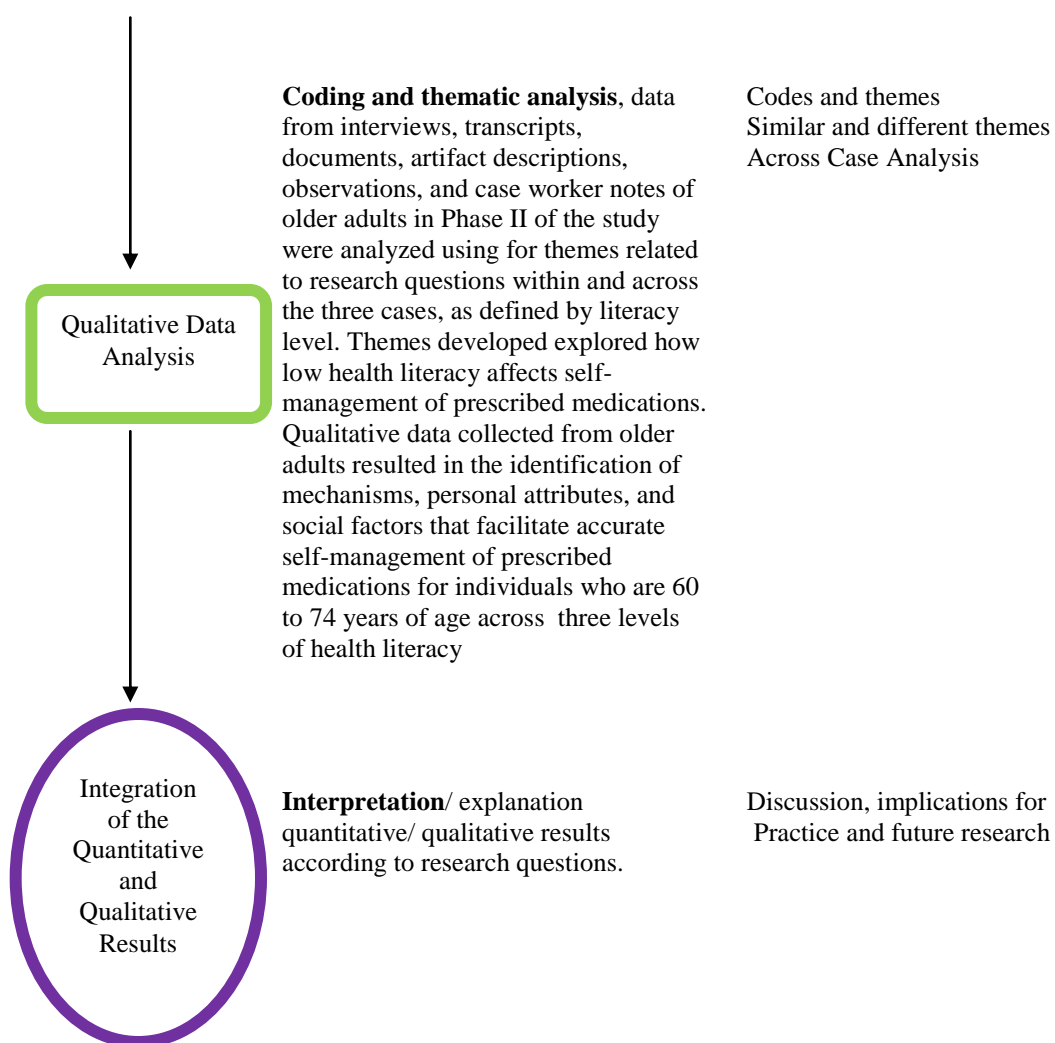 Coding and thematic analysis, data
from interviews, transcripts,
documents, artifact descriptions,
observations, and case worker notes of
older adults in Phase II of the study
were analyzed using for themes related
to research questions within and across
the three cases, as defined by literacy
level. Themes developed explored how
low health literacy affects self-
management of prescribed medications.
Qualitative data collected from older
adults resulted in the identification of
mechanisms, personal attributes, and
social factors that facilitate accurate
self-management of prescribed
medications for individuals who are 60
to 74 years of age across three levels
of health literacy
Codes and themes
Similar and different themes
Across Case Analysis
Qualitative Data
Analysis
Integration
of the
Quantitative
and
Qualitative
Results
Interpretation/ explanation
quantitative/ qualitative results
according to research questions.
Discussion, implications for
Practice and future research